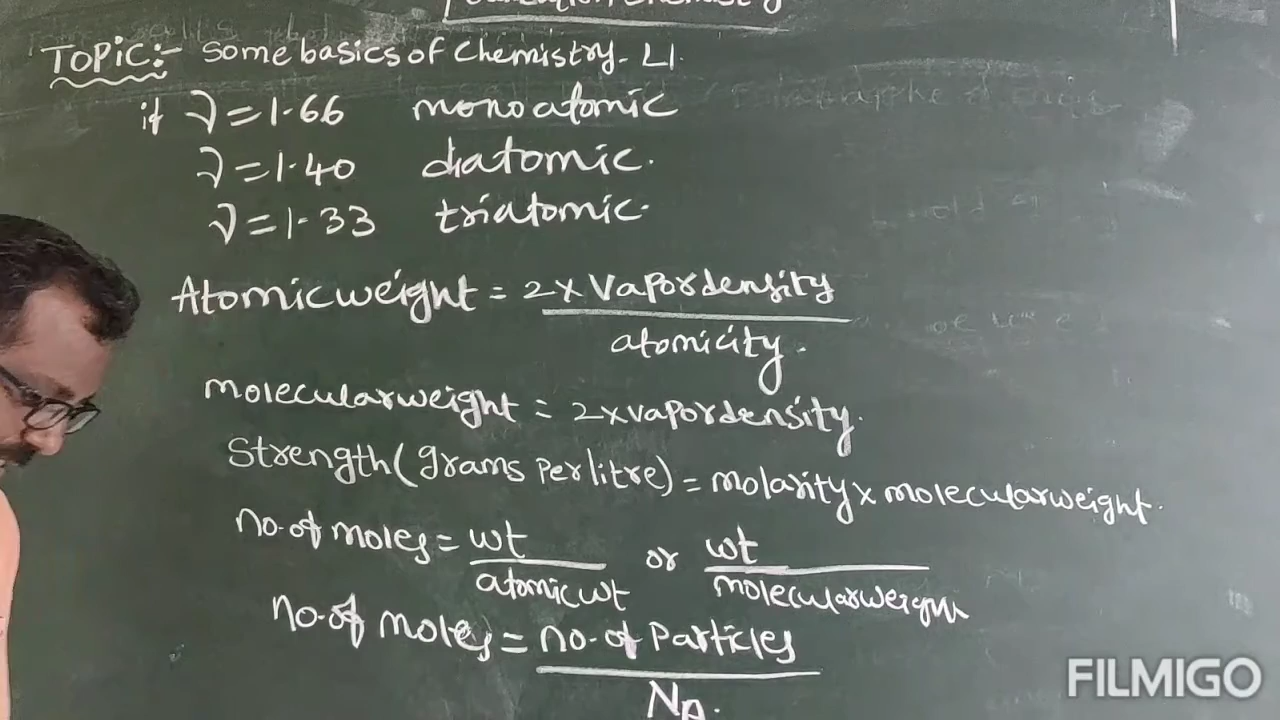 Foundation Chemistry
TOPIC:- Some basics of Chemistry- L1.
if γ = 1.66 monoatomic
γ = 1.40 diatomic.
γ = 1.33 triatomic.
Atomic weight = 2 x Vapor density
atomicity.
molecular weight = 2 x vapor density.
Strength (grams Per litre) = molarity x molecular weight.
no. of moles = wt or wt
atomic wt molecular weight
no. of moles = no. of Particles
NA.
FILMIGO